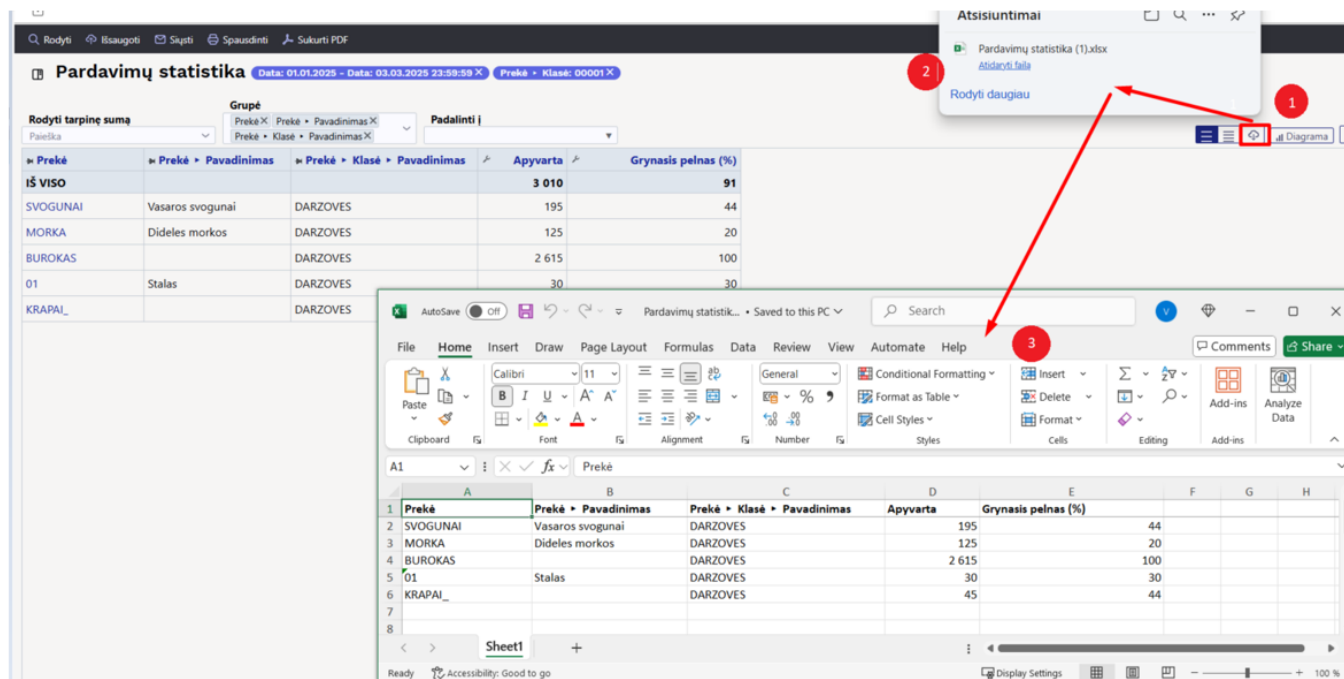 Atsisiuntimai
Pardavimų statistika (1).xlsx
Atidaryti failą
Rodyti daugiau
1
2
3
Rodyti Išsaugoti Siųsti Spausdinti Sukurti PDF
Pardavimų statistika Data: 01.01.2025 - Data: 03.03.2025 23:59:59 X Prekė ‣ Klasė: 00001 X
Rodyti tarpinę sumą Grupė Padalinti į
Paieška Prekė X Prekė ‣ Pavadinimas X
Prekė ‣ Klasė ‣ Pavadinimas X
Diagrama
Prekė Prekė ‣ Pavadinimas Prekė ‣ Klasė ‣ Pavadinimas Apyvarta Grynasis pelnas (%)
IŠ VISO 3 010 91
SVOGUNAI Vasaros svogunai DARZOVES 195 44
MORKA Dideles morkos DARZOVES 125 20
BUROKAS DARZOVES 2 615 100
01 Stalas DARZOVES 30 30
KRAPAI_ DARZOVES
AutoSave Off Pardavimų statistik... • Saved to this PC Search V
File Home Insert Draw Page Layout Formulas Data Review View Automate Help Comments Share
Paste Calibri 11 General Conditional Formatting Insert
B I U A A % 9 Format as Table Delete Add-ins Analyze Data
Cell Styles Format
Clipboard Font Alignment Number Styles Cells Editing Add-ins
A1 fx Prekė
A B C D E F G H
1 Prekė Prekė ‣ Pavadinimas Prekė ‣ Klasė ‣ Pavadinimas Apyvarta Grynasis pelnas (%)
2 SVOGUNAI Vasaros svogunai DARZOVES 195 44
3 MORKA Dideles morkos DARZOVES 125 20
4 BUROKAS DARZOVES 2 615 100
5 01 Stalas DARZOVES 30 30
6 KRAPAI_ DARZOVES 45 44
7
8
Sheet1 +
Ready Accessibility: Good to go Display Settings 100 %